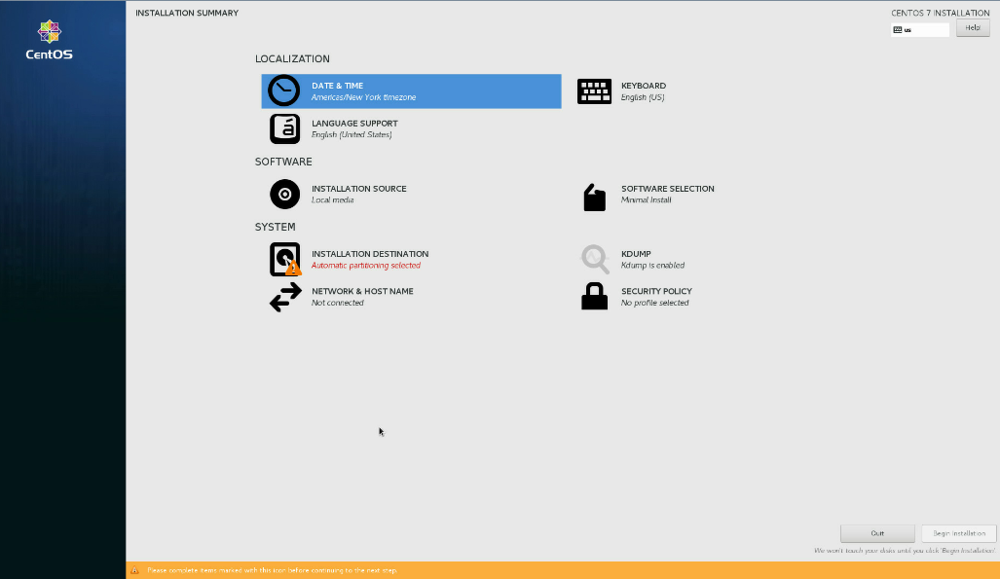 INSTALLATION SUMMARY
CENTOS 7 INSTALLATION
us
Help!
CentOS
LOCALIZATION
DATE & TIME
Americas/New York timezone
KEYBOARD
English (US)
LANGUAGE SUPPORT
English (United States)
SOFTWARE
INSTALLATION SOURCE
Local media
SOFTWARE SELECTION
Minimal Install
SYSTEM
INSTALLATION DESTINATION
Automatic partitioning selected
KDUMP
Kdump is enabled
NETWORK & HOST NAME
Not connected
SECURITY POLICY
No profile selected
Quit
Begin Installation
We won't touch your disks until you click 'Begin Installation'.
Please complete items marked with this icon before continuing to the next step.